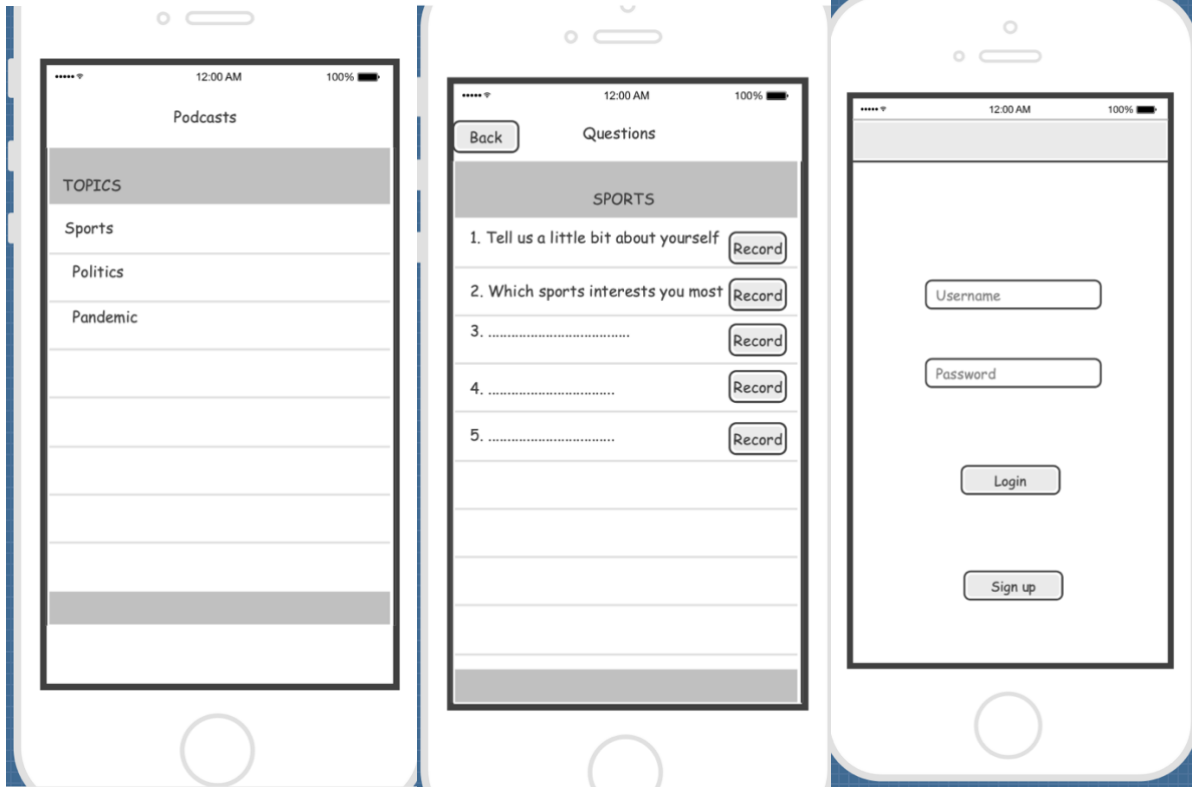 12:00 AM 100%
Podcasts
TOPICS
Sports
Politics
Pandemic
12:00 AM 100%
Back Questions
SPORTS
1. Tell us a little bit about yourself Record
2. Which sports interests you most Record
3. ...................................... Record
4. .................................. Record
5. .................................. Record
12:00 AM 100%
Username
Password
Login
Sign up